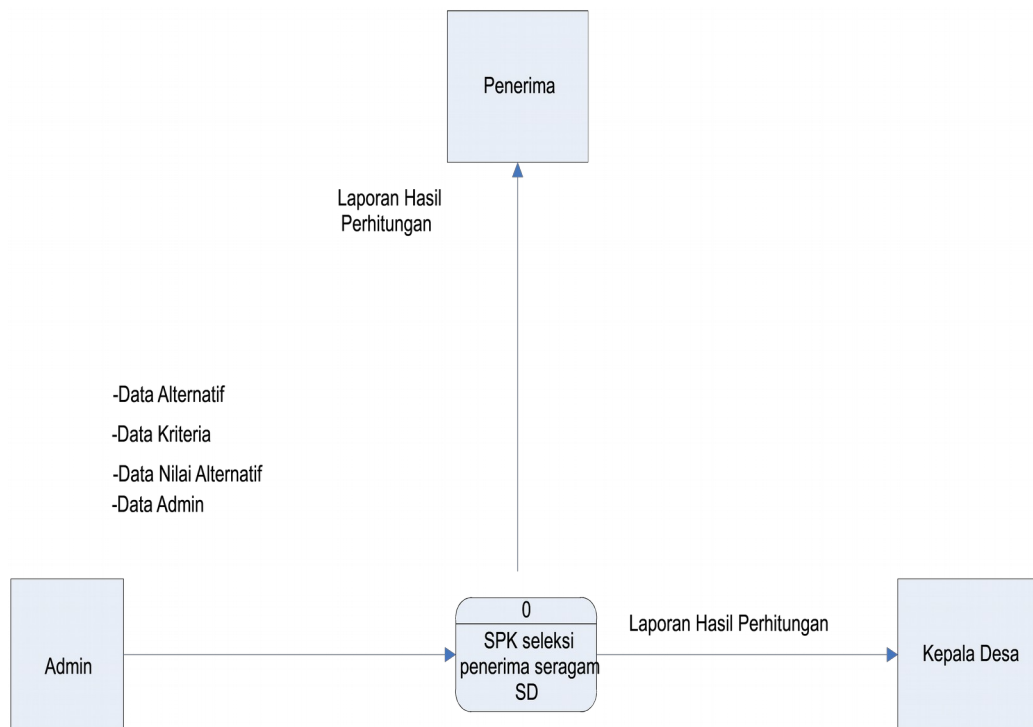 Penerima
Laporan Hasil
Perhitungan
-Data Alternatif
-Data Kriteria
-Data Nilai Alternatif
-Data Admin
Admin
0
SPK seleksi
penerima seragam
SD
Laporan Hasil Perhitungan
Kepala Desa